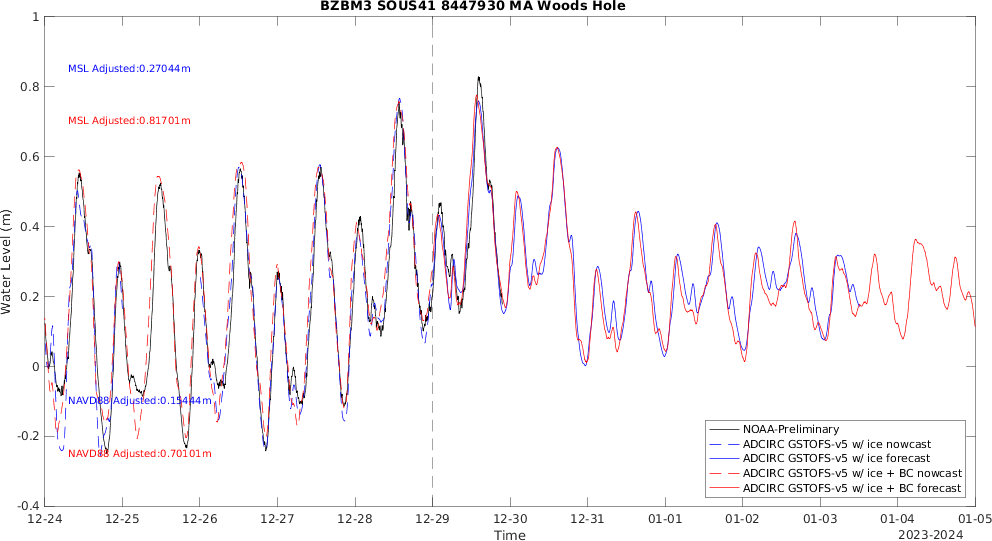 BZBM3 SOUS41 8447930 MA Woods Hole
1
0.8
0.6
0.4
0.2
0
-0.2
-0.4
Water Level (m)
MSL Adjusted:0.27044m
MSL Adjusted:0.81701m
NAVD88 Adjusted:0.15444m
NAVD88 Adjusted:0.70101m
NOAA-Preliminary
ADCIRC GSTOFS-v5 w/ ice nowcast
ADCIRC GSTOFS-v5 w/ ice forecast
ADCIRC GSTOFS-v5 w/ ice + BC nowcast
ADCIRC GSTOFS-v5 w/ ice + BC forecast
12-24 12-25 12-26 12-27 12-28 12-29 12-30 12-31 01-01 01-02 01-03 01-04 01-05
Time
2023-2024